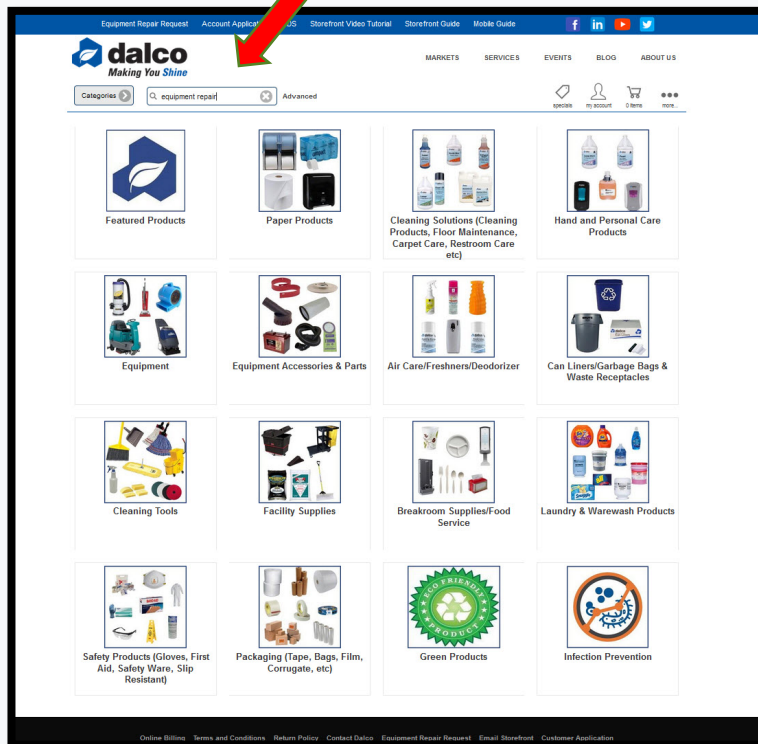 Equipment Repair Request Account Applicat DS Storefront Video Tutorial Storefront Guide Mobile Guide
dalco
Making You Shine
MARKETS SERVICES EVENTS BLOG ABOUT US
Categories equipment repair Advanced
specials my account 0 items more...
Featured Products
Paper Products
Cleaning Solutions (Cleaning
Products, Floor Maintenance,
Carpet Care, Restroom Care
etc)
Hand and Personal Care
Products
Equipment
Equipment Accessories & Parts
Air Care/Freshners/Deodorizer
Can Liners/Garbage Bags &
Waste Receptacles
Cleaning Tools
Facility Supplies
Breakroom Supplies/Food
Service
Laundry & Warewash Products
Safety Products (Gloves, First
Aid, Safety Ware, Slip
Resistant)
Packaging (Tape, Bags, Film,
Corrugate, etc)
ECO FRIENDLY
PRODUCT
Green Products
Infection Prevention
Online Billing Terms and Conditions Return Policy Contact Dalco Equipment Repair Request Email Storefront Customer Application